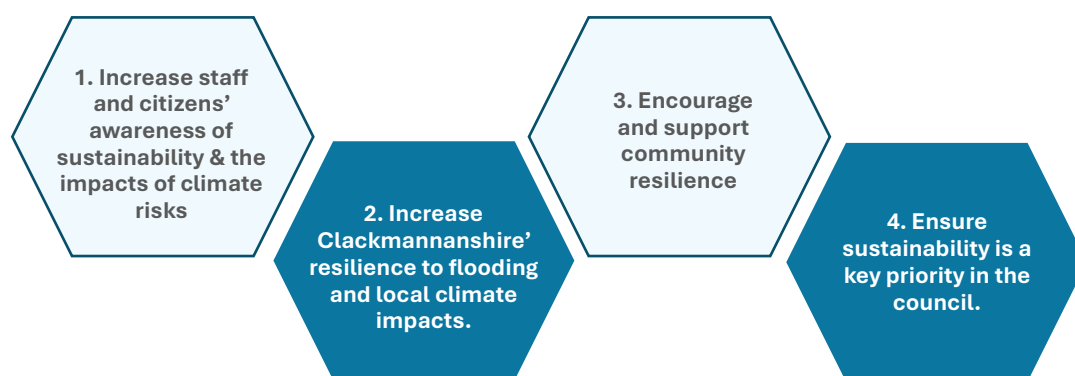 1. Increase staff
and citizens’
awareness of
sustainability & the
impacts of climate
risks
2. Increase
Clackmannanshire’
resilience to flooding
and local climate
impacts.
3. Encourage
and support
community
resilience
4. Ensure
sustainability is a
key priority in the
council.